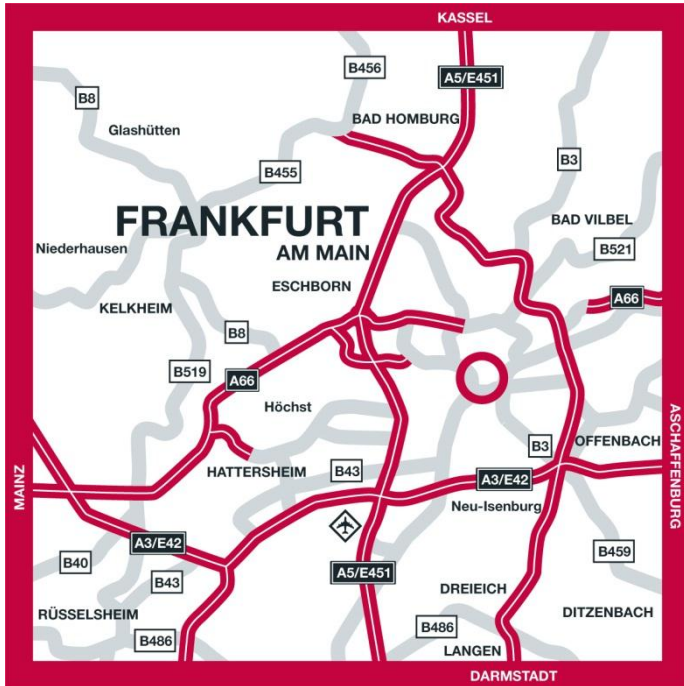 KASSEL
B456
A5/E451
B8
BAD HOMBURG
Glashütten
B3
B455
FRANKFURT
AM MAIN
BAD VILBEL
Niederhausen
B521
ESCHBORN
A66
KELKHEIM
B8
B519
A66
Höchst
ASCHAFFENBURG
OFFENBACH
B3
HATTERSHEIM
B43
A3/E42
MAINZ
Neu-Isenburg
A3/E42
B459
B40
B43
A5/E451
DREIEICH
RÜSSELSHEIM
DITZENBACH
B486
B486
LANGEN
DARMSTADT